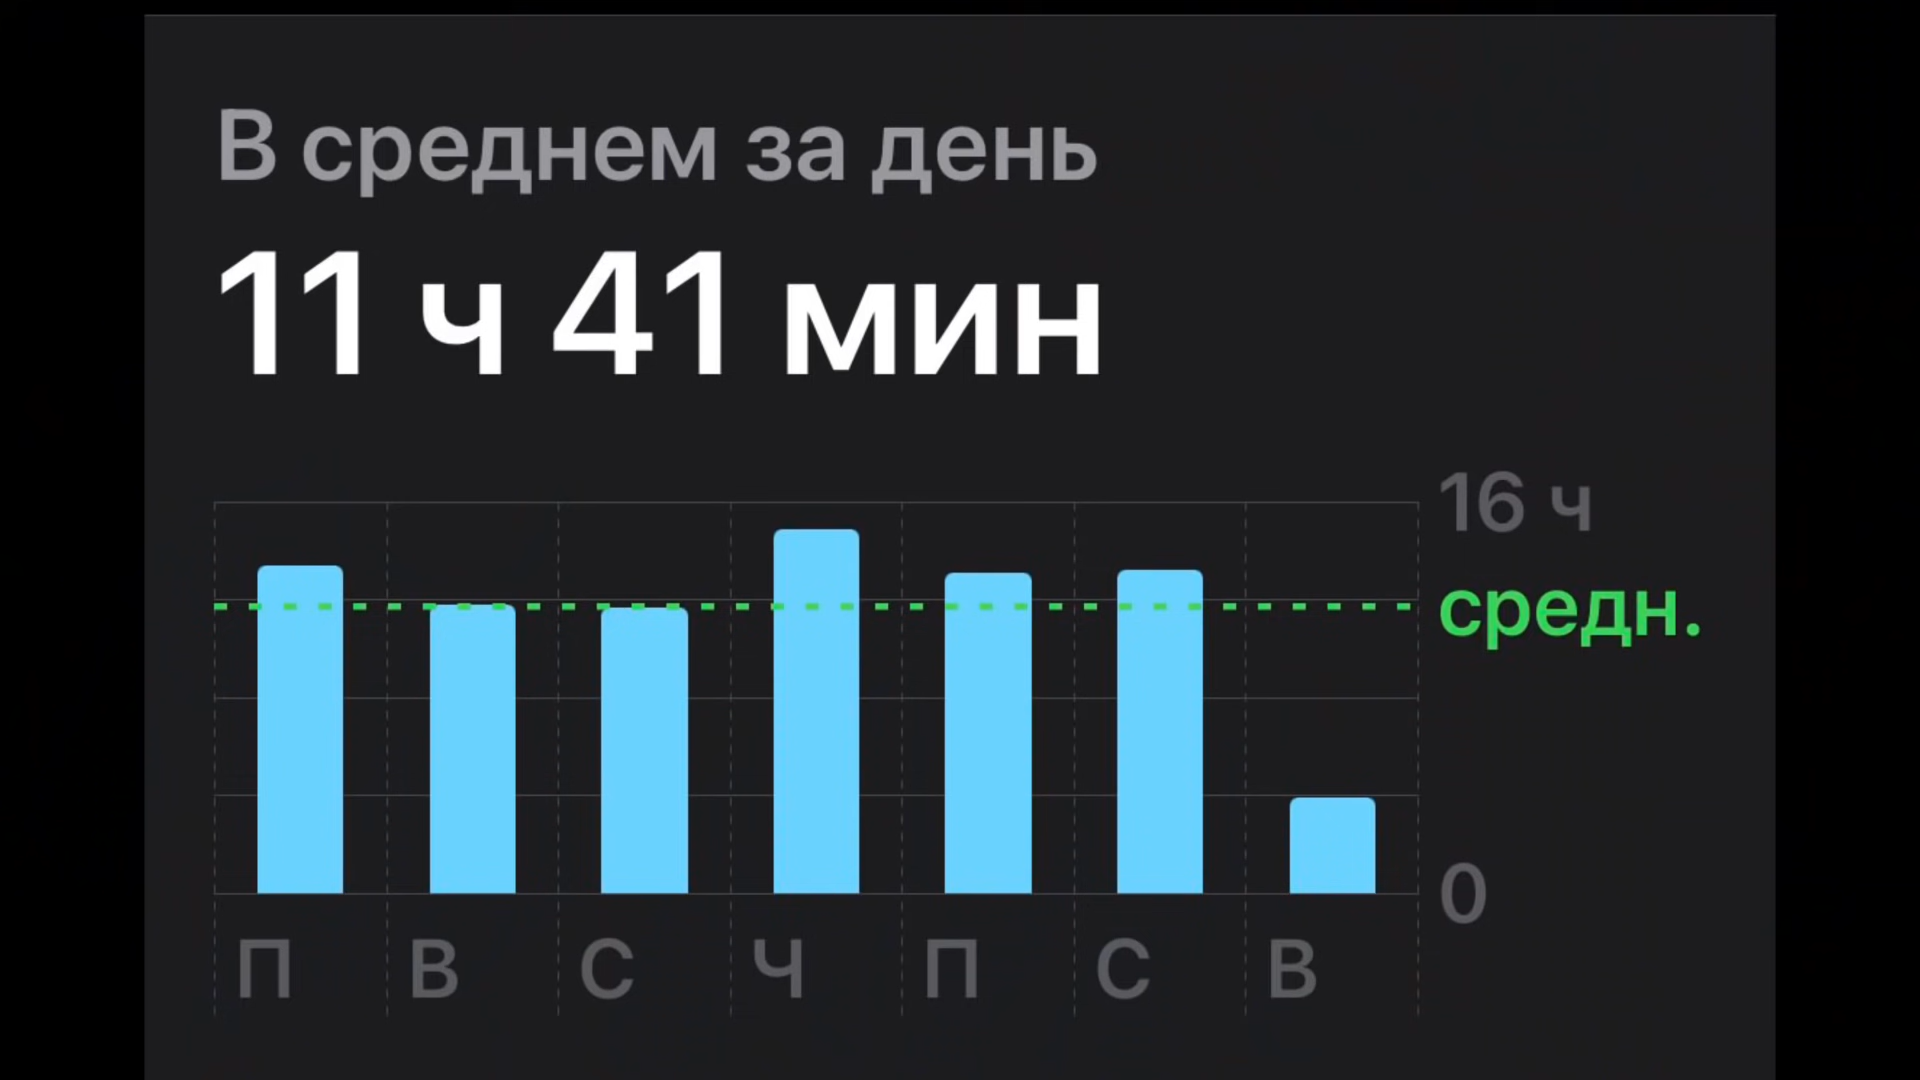 В среднем за день
11 ч 41 мин
16 ч
средн.
0
П В С Ч П С В